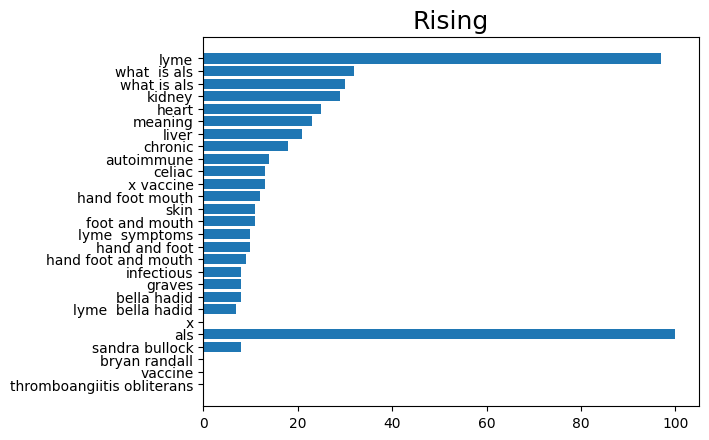 Rising
lyme
what  is als
what is als
kidney
heart
meaning
liver
chronic
autoimmune
celiac
x vaccine
hand foot mouth
skin
foot and mouth
lyme  symptoms
hand and foot
hand foot and mouth
infectious
graves
bella hadid
lyme  bella hadid
x
als
sandra bullock
bryan randall
vaccine
thromboangiitis obliterans
0 20 40 60 80 100